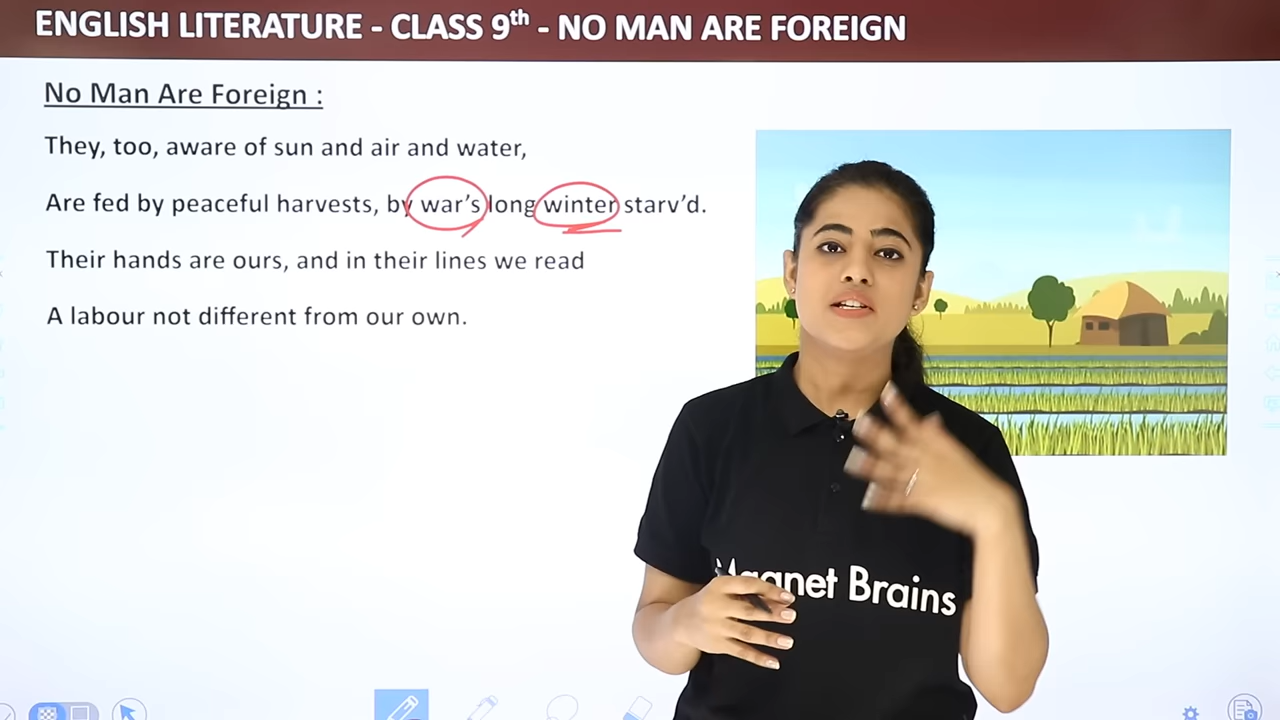 ENGLISH LITERATURE - CLASS 9th - NO MAN ARE FOREIGN
No Man Are Foreign :
They, too, aware of sun and air and water,
Are fed by peaceful harvests, by war's long winter starv'd.
Their hands are ours, and in their lines we read
A labour not different from our own.
Magnet Brains